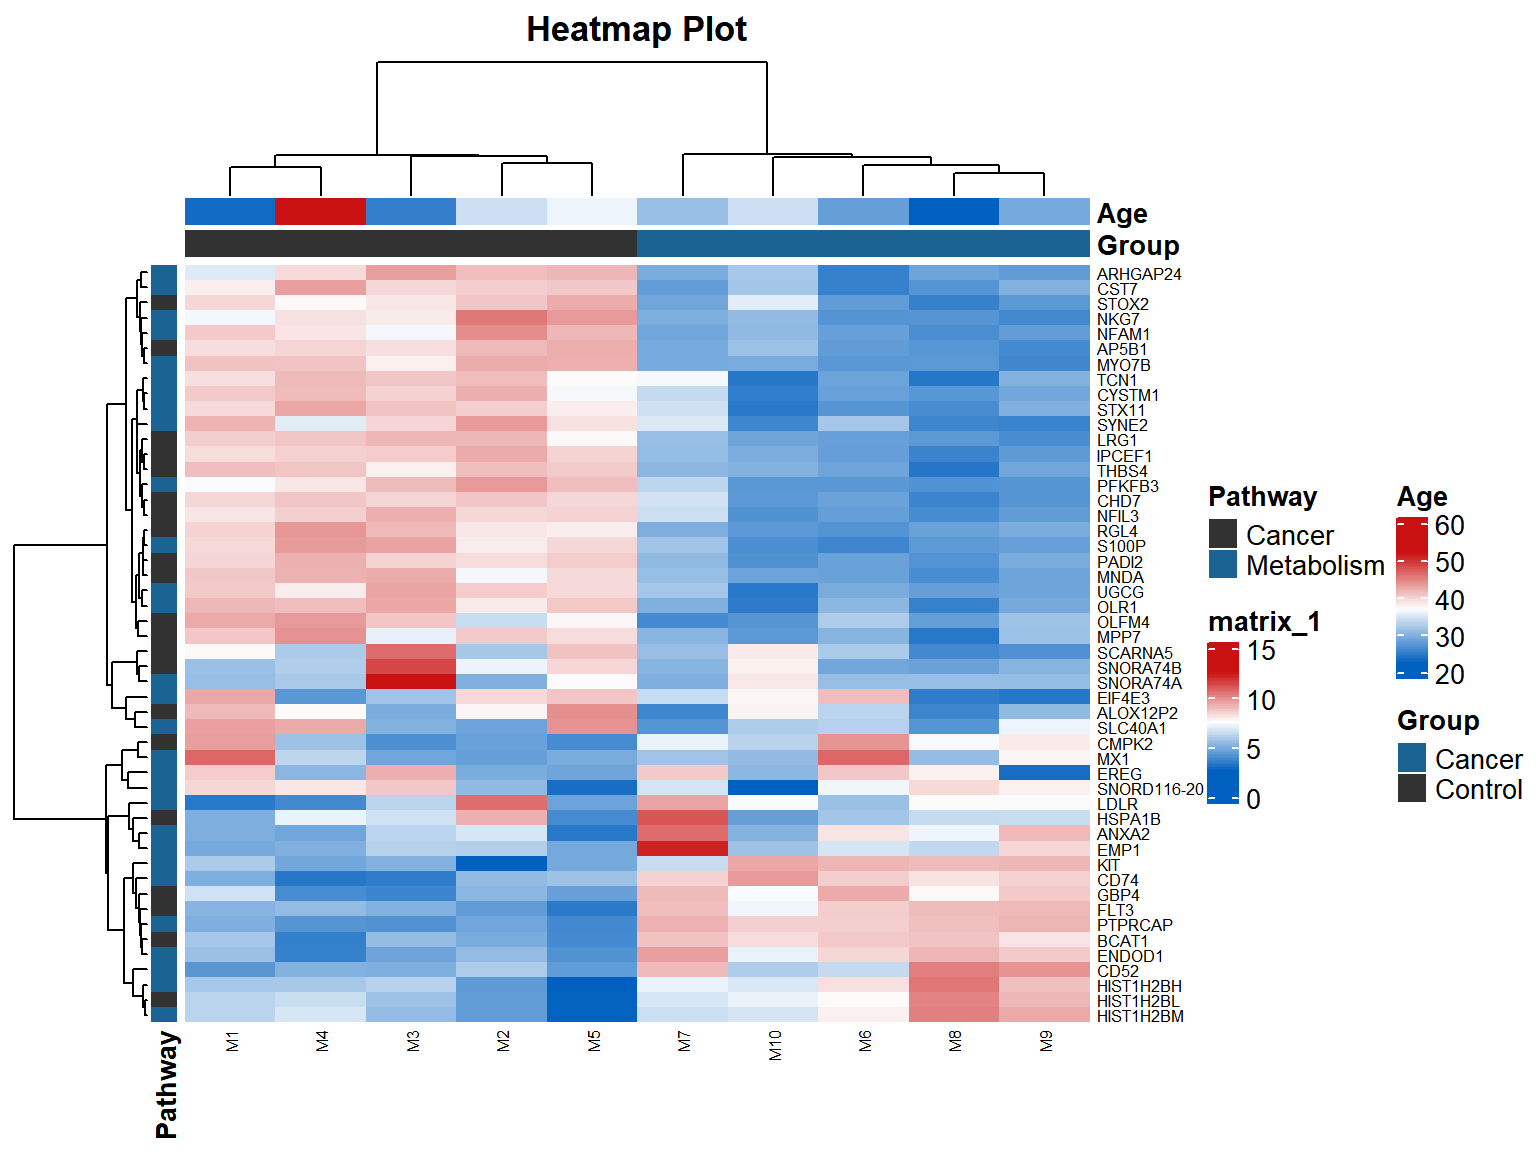 Heatmap Plot
Age
Group
ARHGAP24
CST7
STOX2
NKG7
NFAM1
AP5B1
MYO7B
TCN1
CYSTM1
STX11
SYNE2
LRG1
IPCEF1
THBS4
PFKFB3
CHD7
NFIL3
RGL4
S100P
PADI2
MNDA
UGCG
OLR1
OLFM4
MPP7
SCARNA5
SNORA74B
SNORA74A
EIF4E3
ALOX12P2
SLC40A1
CMPK2
MX1
EREG
SNORD116-20
LDLR
HSPA1B
ANXA2
EMP1
KIT
CD74
GBP4
FLT3
PTPRCAP
BCAT1
ENDOD1
CD52
HIST1H2BH
HIST1H2BL
HIST1H2BM
M1 M4 M3 M2 M5 M7 M10 M6 M8 M9
Pathway
Pathway
Cancer
Metabolism
matrix_1
15
10
5
0
Age
60
50
40
30
20
Group
Cancer
Control